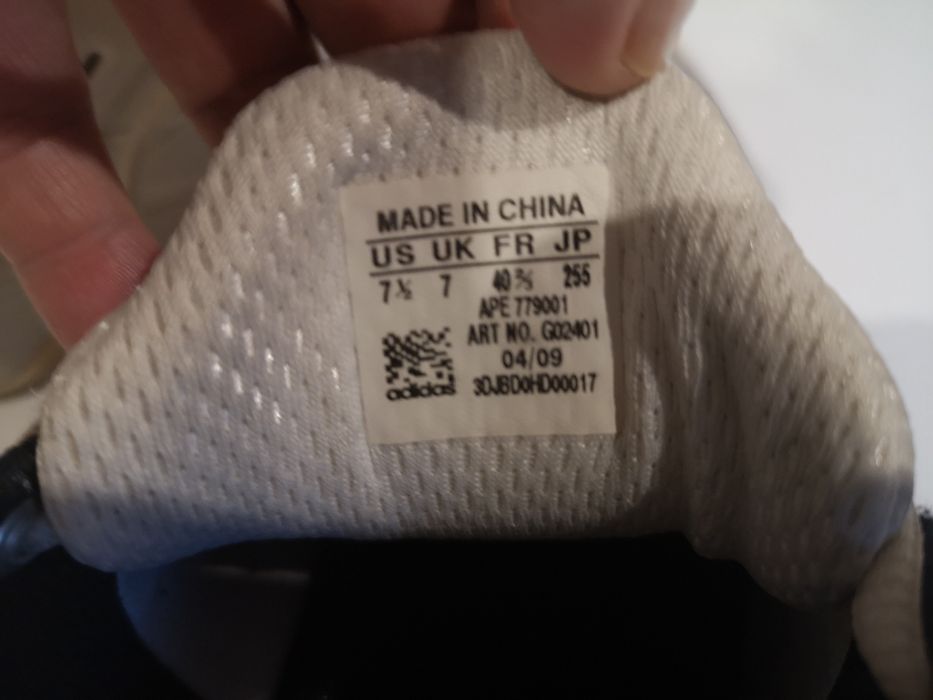 MADE IN CHINA
US UK FR JP
7½ 7 40⅔ 255
APE 779001
ART NO. G02401
04/09
adidas 3DJBD0HD00017